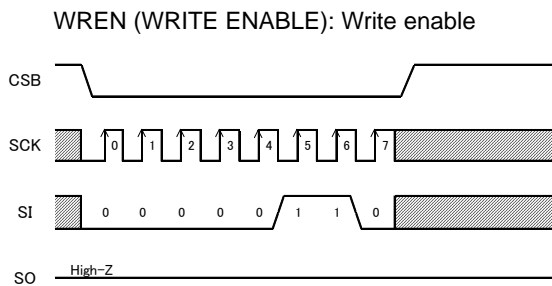 WREN (WRITE ENABLE): Write enable
CSB
SCK 0 1 2 3 4 5 6 7
SI 0 0 0 0 0 1 1 0
High-Z
SO